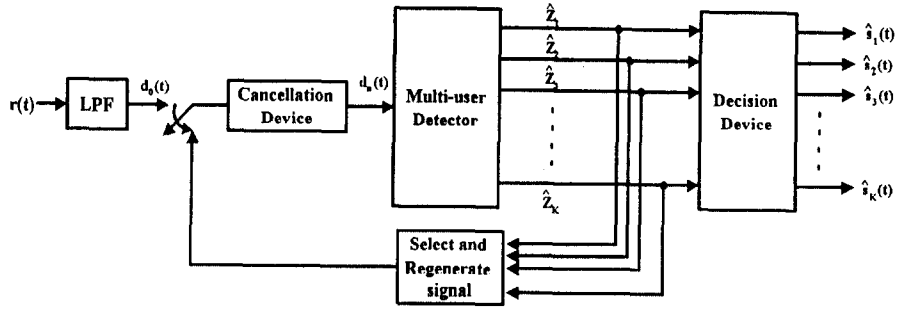 Ẑ₁
Ẑ₂
Ẑ₃
Ẑ_K
r(t)
LPF
d₀(t)
Cancellation
Device
dₙ(t)
Multi-user
Detector
Decision
Device
ŝ₁(t)
ŝ₂(t)
ŝ₃(t)
ŝ_K(t)
Select and
Regenerate
signal